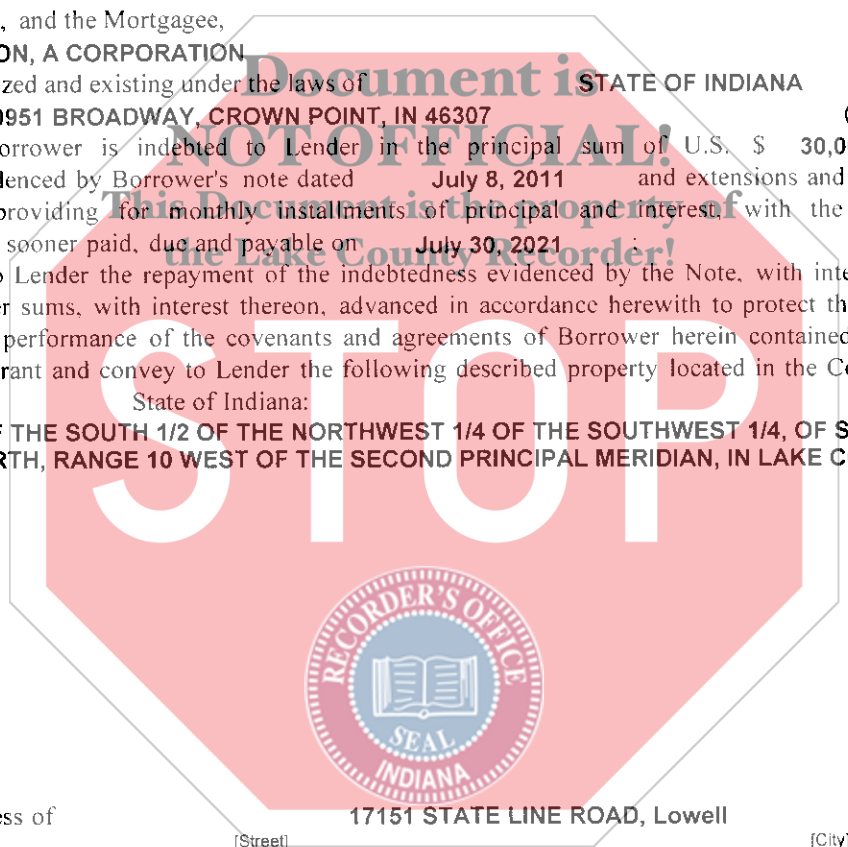 , and the Mortgagee,
ON, A CORPORATION
zed and existing under the laws of STATE OF INDIANA
0951 BROADWAY, CROWN POINT, IN 46307 (
orrower is indebted to Lender in the principal sum of U.S. $ 30,0
denced by Borrower's note dated July 8, 2011 and extensions and
providing for monthly installments of principal and interest, with the
sooner paid, due and payable on July 30, 2021 ;
o Lender the repayment of the indebtedness evidenced by the Note, with inte
er sums, with interest thereon, advanced in accordance herewith to protect th
performance of the covenants and agreements of Borrower herein contained
rant and convey to Lender the following described property located in the Co
State of Indiana:
F THE SOUTH 1/2 OF THE NORTHWEST 1/4 OF THE SOUTHWEST 1/4, OF S
RTH, RANGE 10 WEST OF THE SECOND PRINCIPAL MERIDIAN, IN LAKE C
ess of 17151 STATE LINE ROAD, Lowell
[Street] [City]
Document is
NOT OFFICIAL!
This Document is the property of
the Lake County Recorder!
STOP
RECORDER'S OFFICE
SEAL
INDIANA